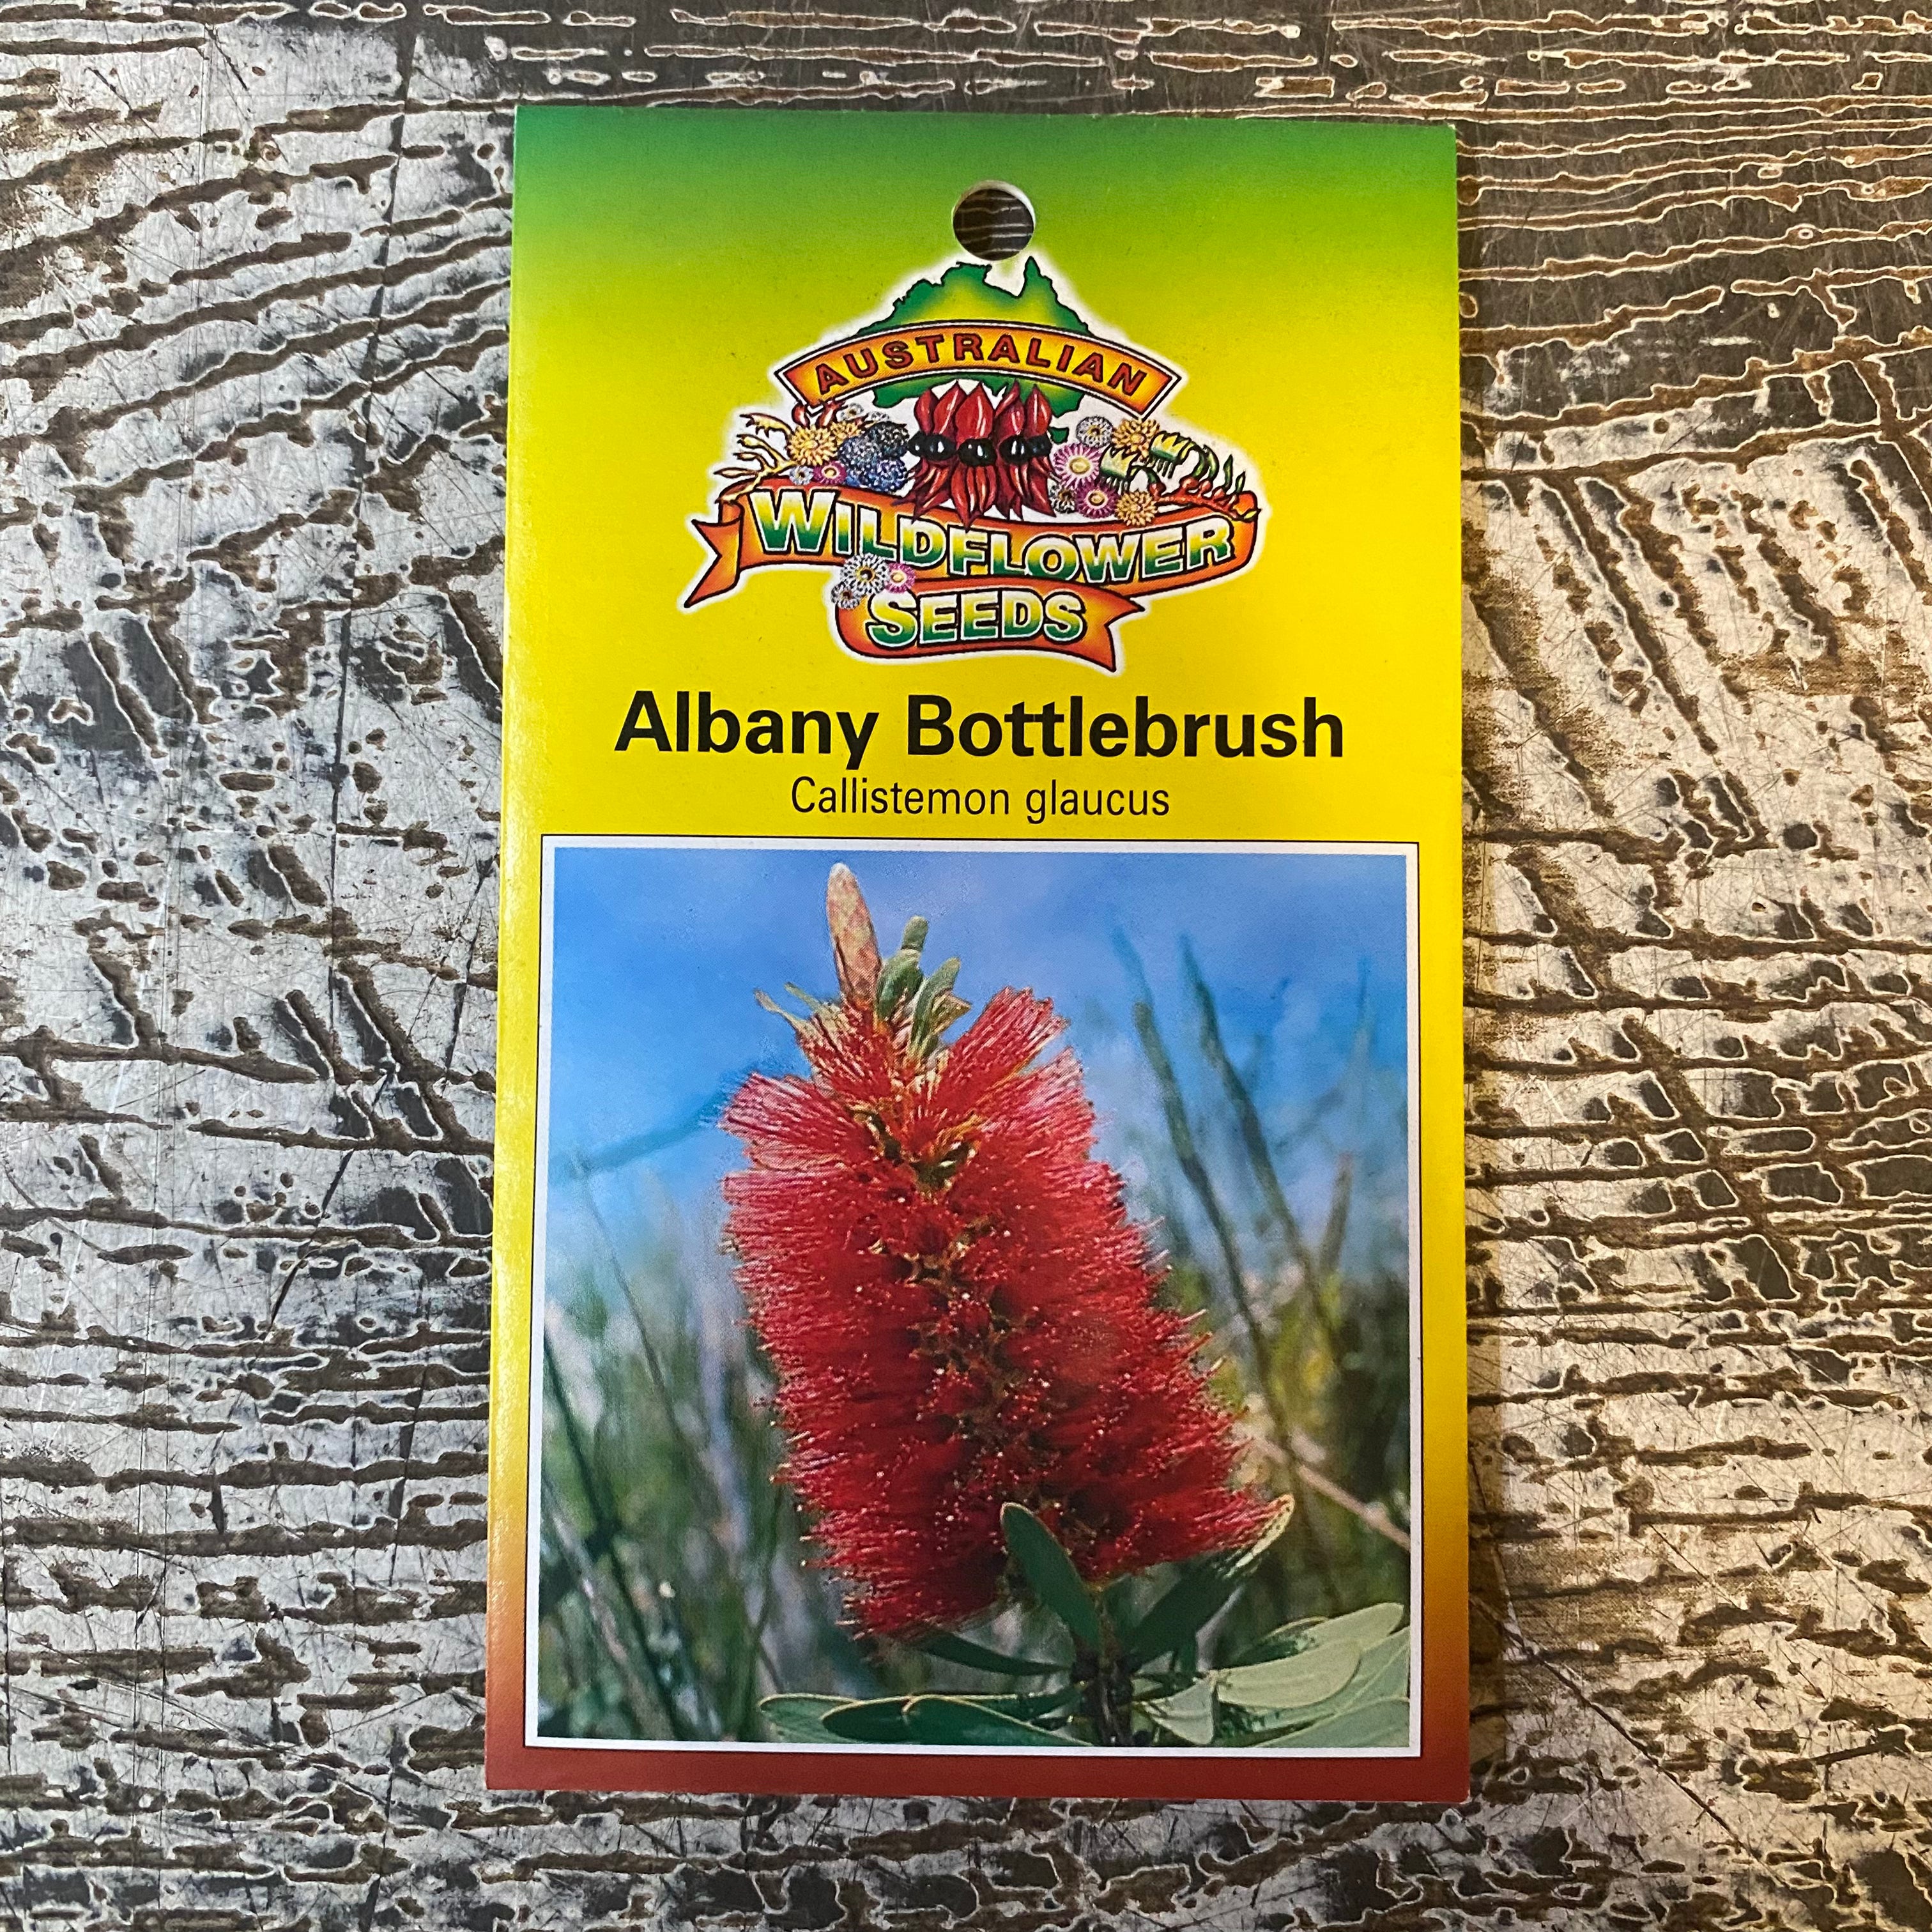 AUSTRALIAN
WILDFLOWER
SEEDS
Albany Bottlebrush
Callistemon glaucus